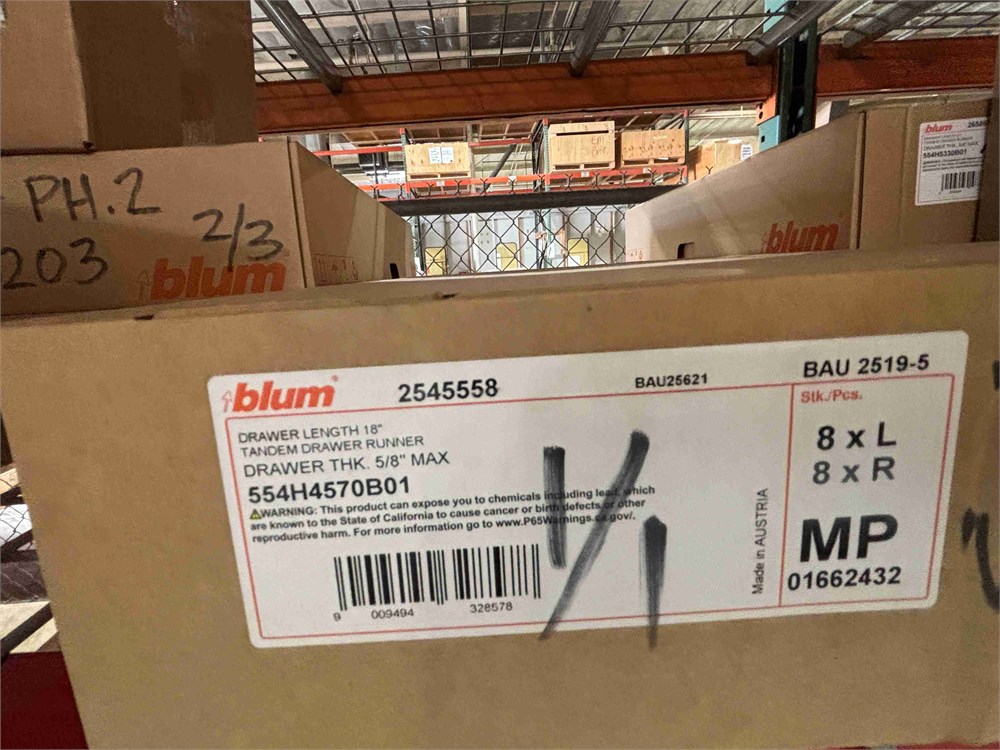 PH.2
203
2/3
blum
blum
blum
554H5330B01
blum
2545558
BAU25621
BAU 2519-5
DRAWER LENGTH 18"
TANDEM DRAWER RUNNER
DRAWER THK. 5/8" MAX
554H4570B01
⚠WARNING: This product can expose you to chemicals including lead, which
are known to the State of California to cause cancer or birth defects or other
reproductive harm. For more information go to www.P65Warnings.ca.gov/.
9 009494 328578
1/1
Made in AUSTRIA
Stk./Pcs.
8 x L
8 x R
MP
01662432